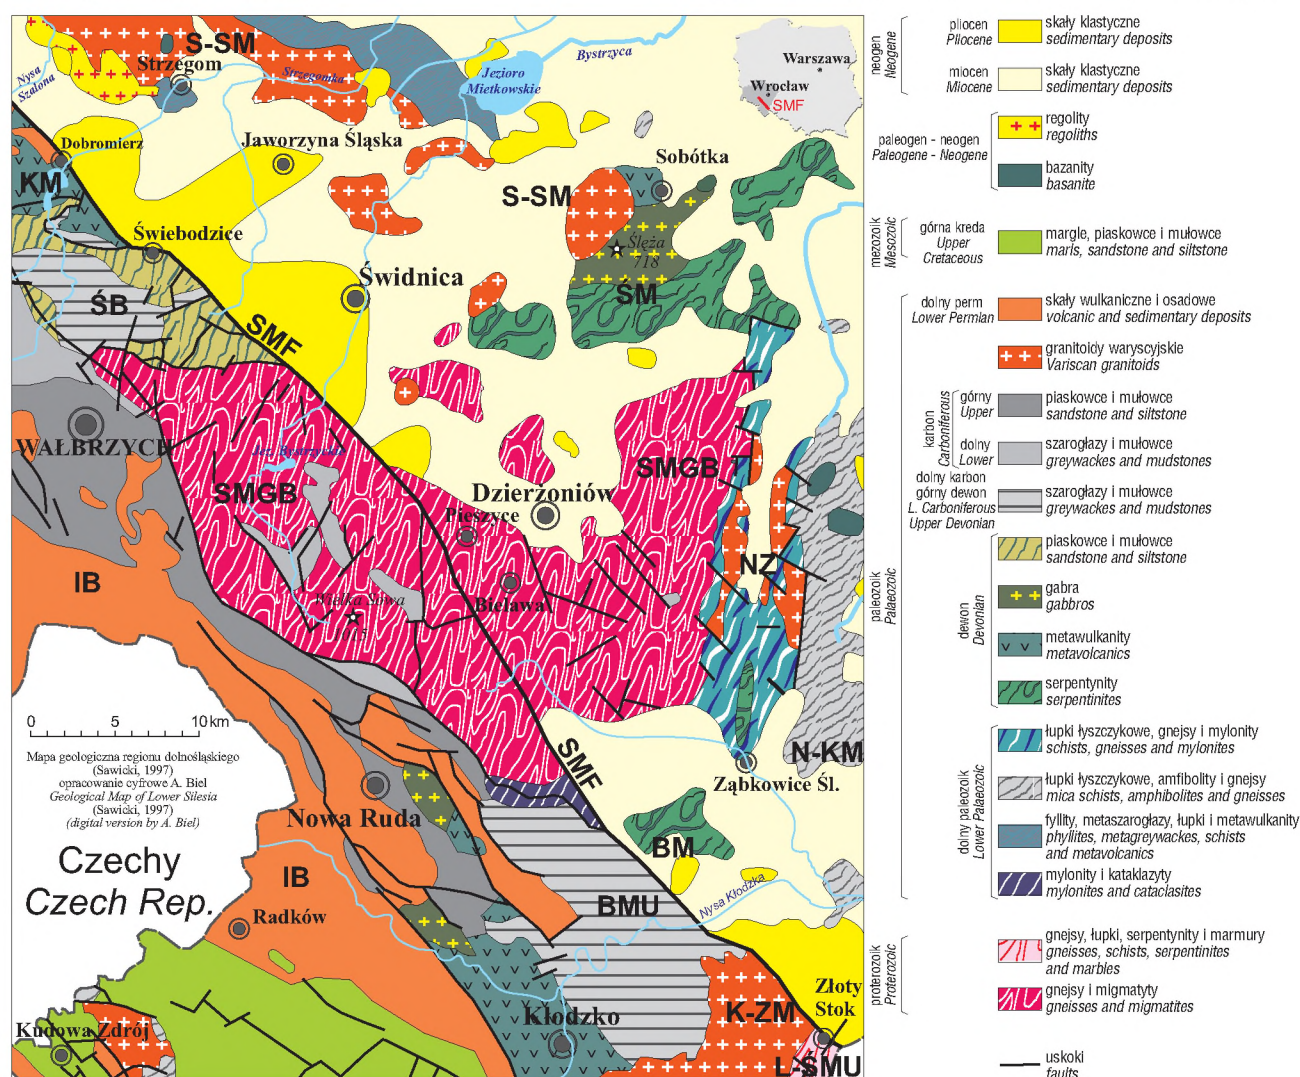 S-SM
Strzegom
Nysa
Szalona
Strzegomka
Jezioro
Mietkowskie
Bystrzyca
Warszawa
Wrocław
SMF
Dobromierz
Jaworzyna Śląska
Sobótka
KM
S-SM
Świebodzice
Ślęża
718
Świdnica
ŚM
ŚB
SMF
WAŁBRZYCH
Jez. Bystrzyckie
SMGB
SMGB
Dzierżoniów
Pieszyce
NZ
IB
Bielawa
Wielka Sowa
1015
0 5 10 km
SMF
N-KM
Ząbkowice Śl.
Mapa geologiczna regionu dolnośląskiego
(Sawicki, 1997)
opracowanie cyfrowe A. Biel
Geological Map of Lower Silesia
(Sawicki, 1997)
(digital version by A. Biel)
Nowa Ruda
BM
Czechy
Czech Rep.
IB
BMU
Nysa Kłodzka
Radków
Złoty
Stok
Kłodzko
K-ZM
Kudowa Zdrój
L-SMU
neogen
Neogene
pliocen
Pliocene
skały klastyczne
sedimentary deposits
miocen
Miocene
skały klastyczne
sedimentary deposits
paleogen - neogen
Paleogene - Neogene
regolity
regoliths
bazanity
basanite
mezozoik
Mesozoic
górna kreda
Upper
Cretaceous
margle, piaskowce i mułowce
marls, sandstone and siltstone
paleozoik
Palaeozoic
dolny perm
Lower Permian
skały wulkaniczne i osadowe
volcanic and sedimentary deposits
granitoidy waryscyjskie
Variscan granitoids
karbon
Carboniferous
górny
Upper
piaskowce i mułowce
sandstone and siltstone
dolny
Lower
szarogłazy i mułowce
greywackes and mudstones
dolny karbon
górny dewon
L. Carboniferous
Upper Devonian
szarogłazy i mułowce
greywackes and mudstones
dewon
Devonian
piaskowce i mułowce
sandstone and siltstone
gabra
gabbros
metawulkanity
metavolcanics
serpentynity
serpentinites
dolny paleozoik
Lower Palaeozoic
łupki łyszczykowe, gnejsy i mylonity
schists, gneisses and mylonites
łupki łyszczykowe, amfibolity i gnejsy
mica schists, amphibolites and gneisses
fyllity, metaszarogłazy, łupki i metawulkanity
phyllites, metagreywackes, schists
and metavolcanics
mylonity i kataklazyty
mylonites and cataclasites
proterozoik
Proterozoic
gnejsy, łupki, serpentynity i marmury
gneisses, schists, serpentinites
and marbles
gnejsy i migmatyty
gneisses and migmatites
uskoki
faults